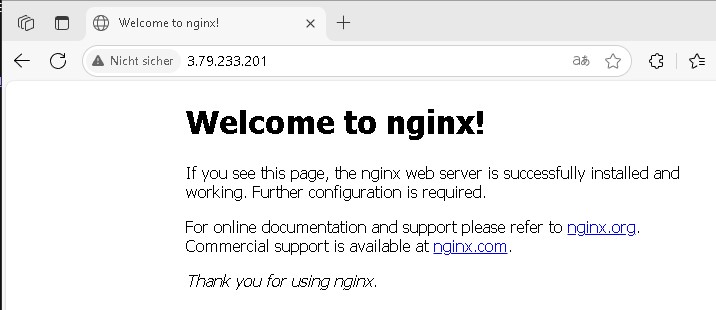 Welcome to nginx!
Nicht sicher 3.79.233.201 aあ
Welcome to nginx!
If you see this page, the nginx web server is successfully installed and
working. Further configuration is required.
For online documentation and support please refer to nginx.org.
Commercial support is available at nginx.com.
Thank you for using nginx.